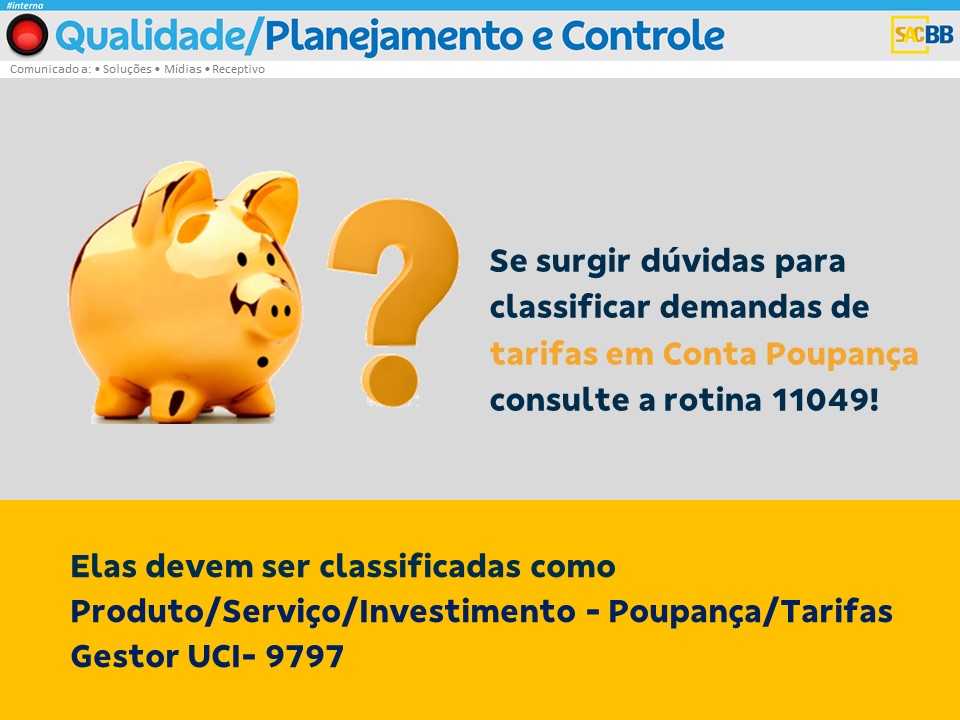 #interna
Qualidade/Planejamento e Controle
SACBB
Comunicado a: • Soluções • Mídias • Receptivo
Se surgir dúvidas para
classificar demandas de
tarifas em Conta Poupança
consulte a rotina 11049!
Elas devem ser classificadas como
Produto/Serviço/Investimento - Poupança/Tarifas
Gestor UCI- 9797